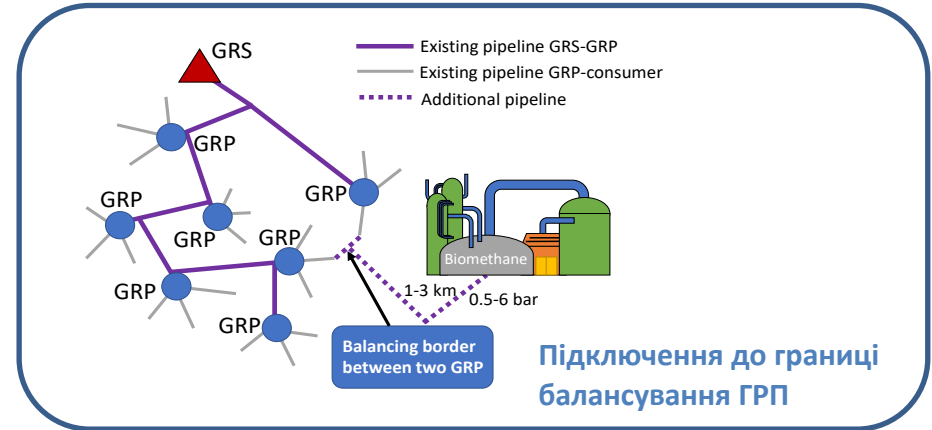 GRS
Existing pipeline GRS-GRP
Existing pipeline GRP-consumer
Additional pipeline
GRP
GRP
GRP
GRP
GRP
GRP
GRP
Biomethane
1-3 km
0.5-6 bar
Balancing border
between two GRP
Підключення до границі
балансування ГРП